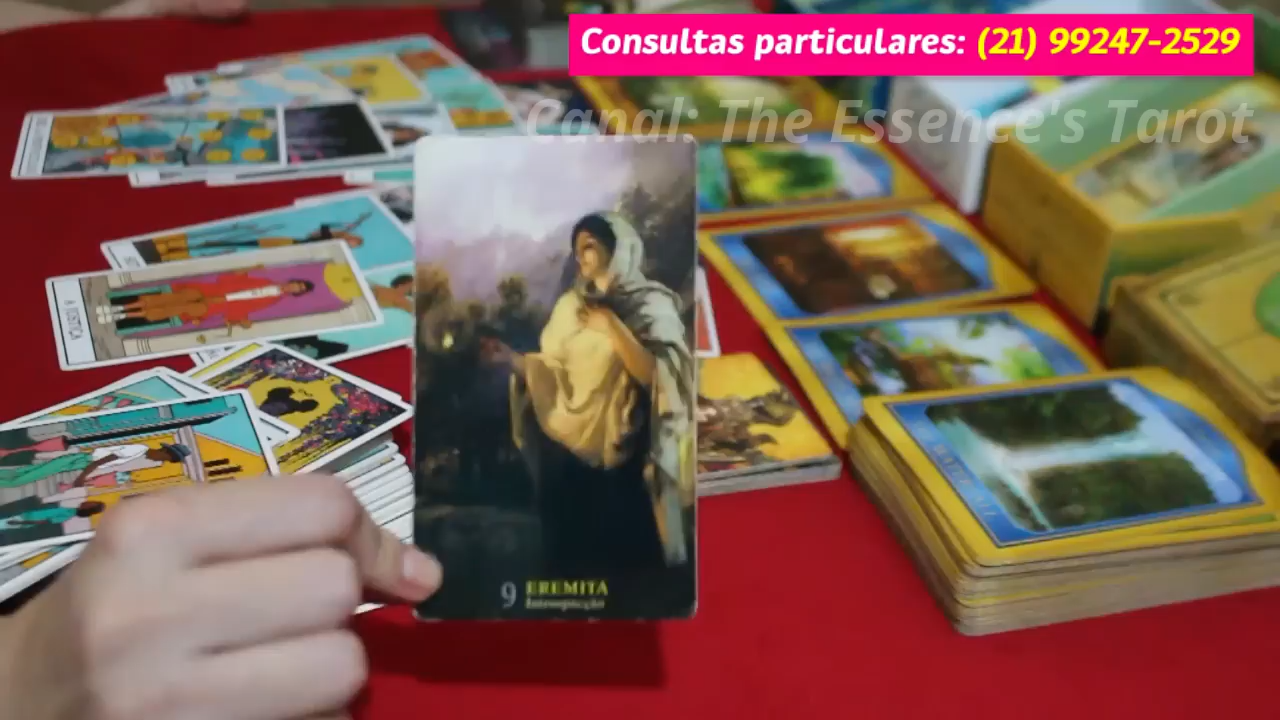 Consultas particulares: (21) 99247-2529
Canal: The Essence's Tarot
A JUSTIÇA
9 EREMITA
Introspecção